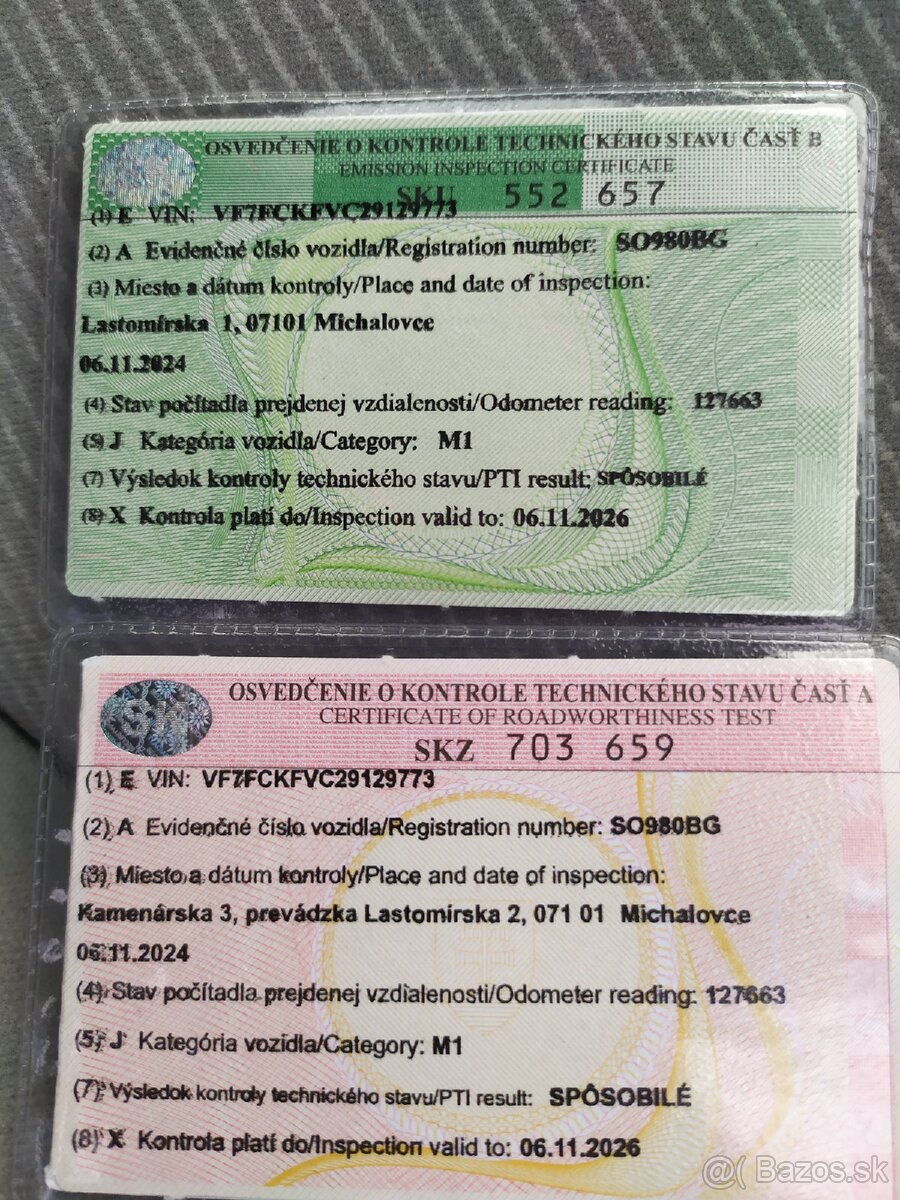 OSVEDČENIE O KONTROLE TECHNICKÉHO STAVU ČASŤ B
EMISSION INSPECTION CERTIFICATE
SKU 552 657
(1) E VIN: VF7FCKFVC29129773
(2) A Evidenčné číslo vozidla/Registration number: SO980BG
(3) Miesto a dátum kontroly/Place and date of inspection:
Lastomírska 1, 07101 Michalovce
06.11.2024
(4) Stav počítadla prejdenej vzdialenosti/Odometer reading: 127663
(5) J Kategória vozidla/Category: M1
(7) Výsledok kontroly technického stavu/PTI result: SPÔSOBILÉ
(8) X Kontrola platí do/Inspection valid to: 06.11.2026
OSVEDČENIE O KONTROLE TECHNICKÉHO STAVU ČASŤ A
CERTIFICATE OF ROADWORTHINESS TEST
SKZ 703 659
(1) E VIN: VF7FCKFVC29129773
(2) A Evidenčné číslo vozidla/Registration number: SO980BG
(3) Miesto a dátum kontroly/Place and date of inspection:
Kamenárska 3, prevádzka Lastomírska 2, 071 01 Michalovce
06.11.2024
(4) Stav počítadla prejdenej vzdialenosti/Odometer reading: 127663
(5) J Kategória vozidla/Category: M1
(7) Výsledok kontroly technického stavu/PTI result: SPÔSOBILÉ
(8) X Kontrola platí do/Inspection valid to: 06.11.2026
@( Bazos.sk